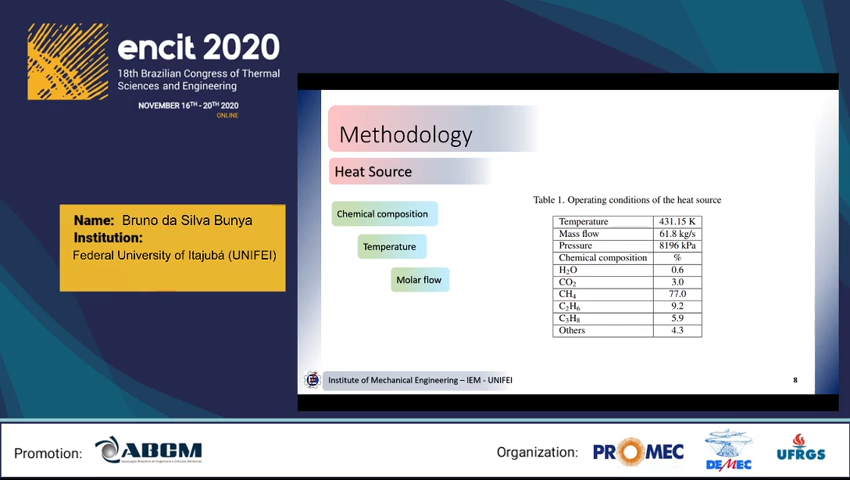 encit 2020
18th Brazilian Congress of Thermal
Sciences and Engineering
NOVEMBER 16TH - 20TH 2020
ONLINE
Name: Bruno da Silva Bunya
Institution:
Federal University of Itajubá (UNIFEI)
Methodology
Heat Source
Chemical composition
Temperature
Molar flow
Table 1. Operating conditions of the heat source
Temperature 431.15 K
Mass flow 61.8 kg/s
Pressure 8196 kPa
Chemical composition %
H₂O 0.6
CO₂ 3.0
CH₄ 77.0
C₂H₆ 9.2
C₃H₈ 5.9
Others 4.3
Institute of Mechanical Engineering – IEM - UNIFEI
8
Promotion: ABCM
Organization: PROMEC DEMEC UFRGS